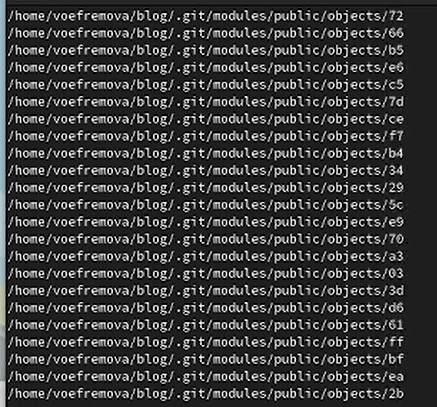 /home/voefremova/blog/.git/modules/public/objects/72
/home/voefremova/blog/.git/modules/public/objects/66
/home/voefremova/blog/.git/modules/public/objects/b5
/home/voefremova/blog/.git/modules/public/objects/e6
/home/voefremova/blog/.git/modules/public/objects/c5
/home/voefremova/blog/.git/modules/public/objects/7d
/home/voefremova/blog/.git/modules/public/objects/ce
/home/voefremova/blog/.git/modules/public/objects/f7
/home/voefremova/blog/.git/modules/public/objects/b4
/home/voefremova/blog/.git/modules/public/objects/34
/home/voefremova/blog/.git/modules/public/objects/29
/home/voefremova/blog/.git/modules/public/objects/5c
/home/voefremova/blog/.git/modules/public/objects/e9
/home/voefremova/blog/.git/modules/public/objects/70
/home/voefremova/blog/.git/modules/public/objects/a3
/home/voefremova/blog/.git/modules/public/objects/03
/home/voefremova/blog/.git/modules/public/objects/3d
/home/voefremova/blog/.git/modules/public/objects/d6
/home/voefremova/blog/.git/modules/public/objects/61
/home/voefremova/blog/.git/modules/public/objects/ff
/home/voefremova/blog/.git/modules/public/objects/bf
/home/voefremova/blog/.git/modules/public/objects/ea
/home/voefremova/blog/.git/modules/public/objects/2b